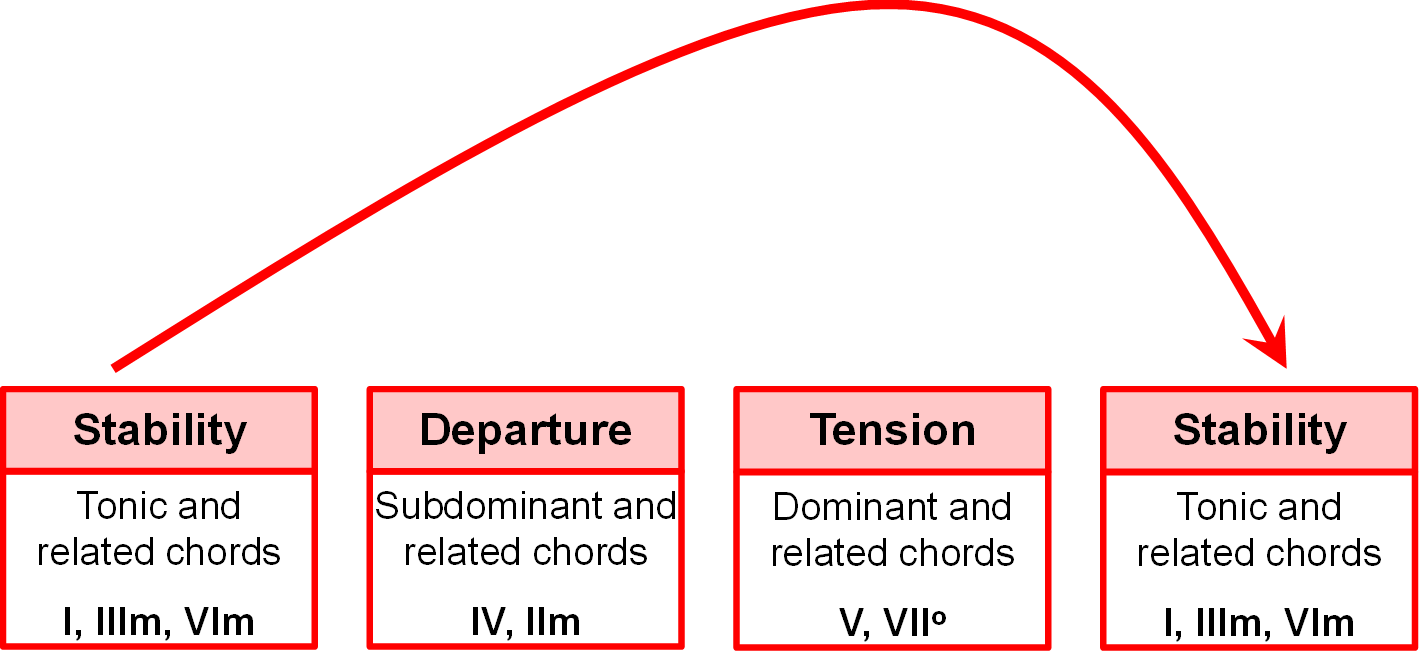 Stability
Tonic and
related chords
I, IIIm, VIm
Departure
Subdominant and
related chords
IV, IIm
Tension
Dominant and
related chords
V, VIIº
Stability
Tonic and
related chords
I, IIIm, VIm